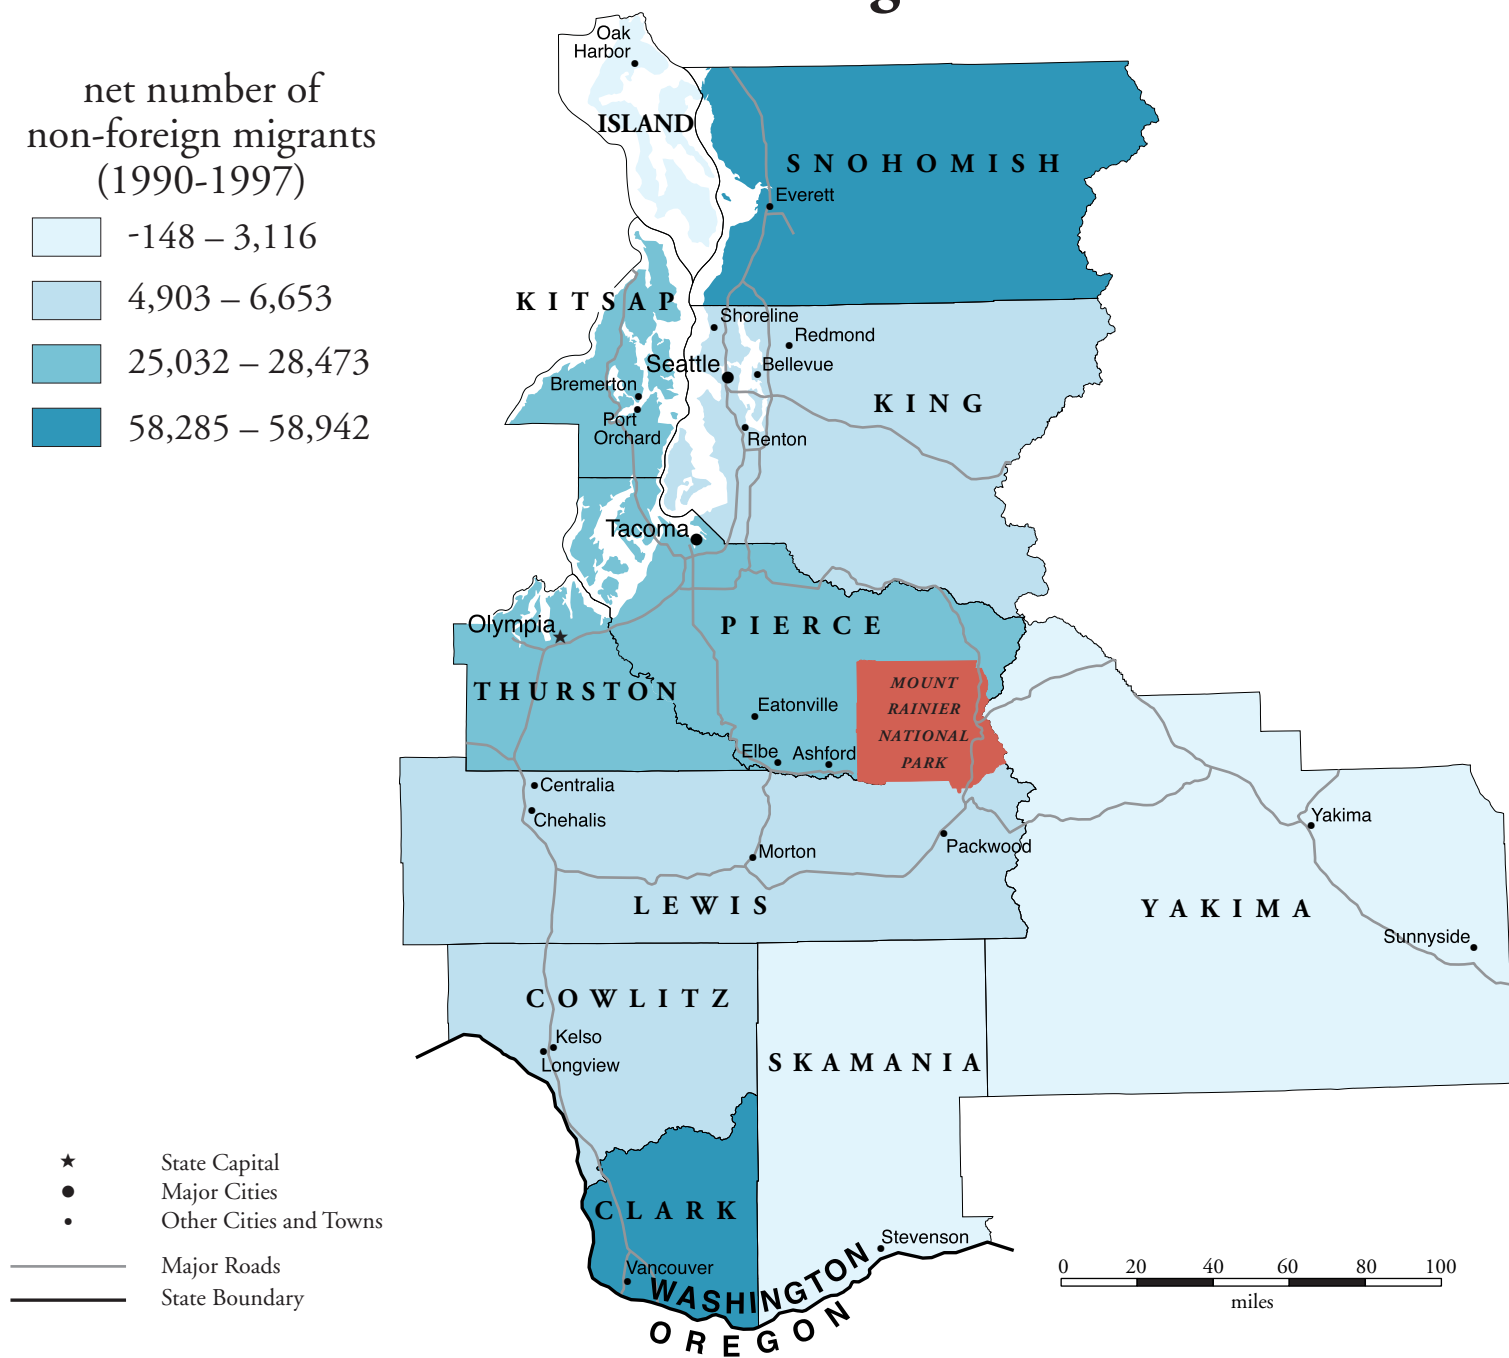 net number of
non-foreign migrants
(1990-1997)
-148 – 3,116
4,903 – 6,653
25,032 – 28,473
58,285 – 58,942
Oak
Harbor
ISLAND
SNOHOMISH
Everett
KITSAP
Shoreline
Redmond
Seattle
Bellevue
Bremerton
KING
Port
Orchard
Renton
Tacoma
Olympia
PIERCE
THURSTON
MOUNT
RAINIER
NATIONAL
PARK
Eatonville
Elbe
Ashford
Centralia
Chehalis
Yakima
Morton
Packwood
LEWIS
YAKIMA
Sunnyside
COWLITZ
Kelso
Longview
SKAMANIA
CLARK
Stevenson
Vancouver
WASHINGTON
OREGON
State Capital
Major Cities
Other Cities and Towns
Major Roads
State Boundary
0 20 40 60 80 100
miles